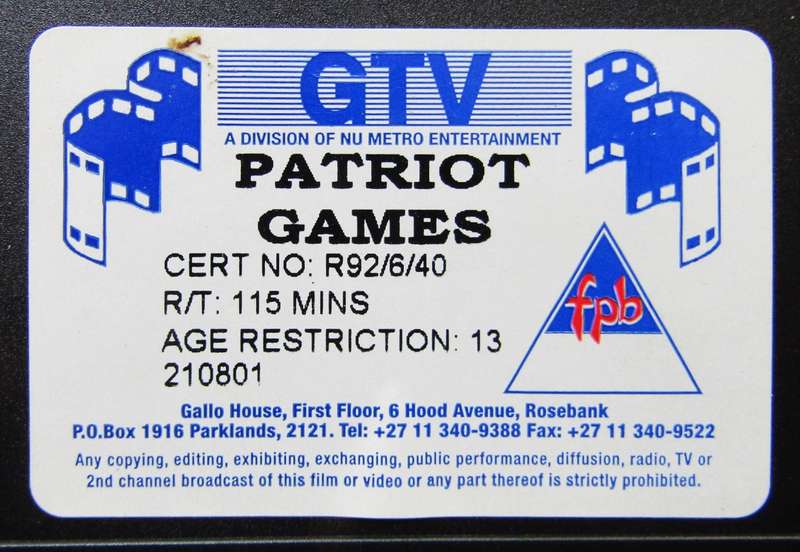 GTV
A DIVISION OF NU METRO ENTERTAINMENT
PATRIOT
GAMES
CERT NO: R92/6/40
R/T: 115 MINS
AGE RESTRICTION: 13
210801
fpb
Gallo House, First Floor, 6 Hood Avenue, Rosebank
P.O.Box 1916 Parklands, 2121. Tel: +27 11 340-9388 Fax: +27 11 340-9522
Any copying, editing, exhibiting, exchanging, public performance, diffusion, radio, TV or
2nd channel broadcast of this film or video or any part thereof is strictly prohibited.